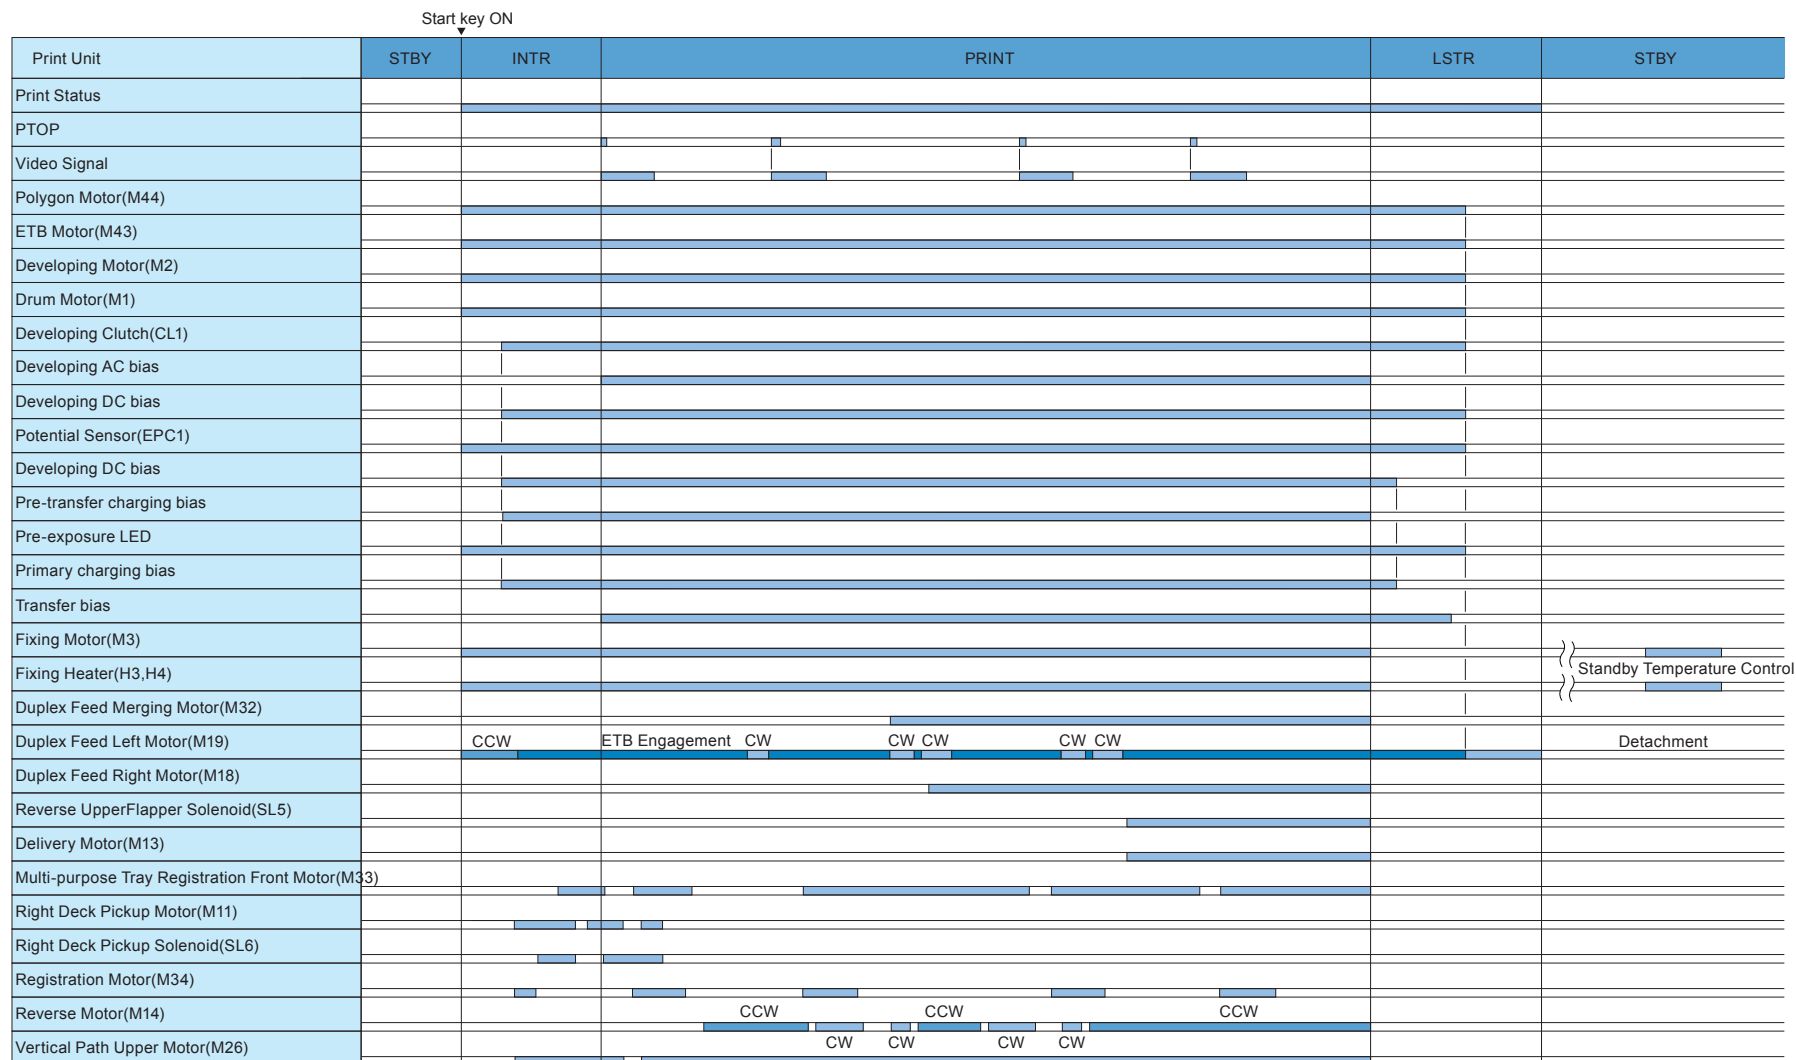 Start key ON
Print Unit STBY INTR PRINT LSTR STBY
Print Status
PTOP
Video Signal
Polygon Motor(M44)
ETB Motor(M43)
Developing Motor(M2)
Drum Motor(M1)
Developing Clutch(CL1)
Developing AC bias
Developing DC bias
Potential Sensor(EPC1)
Developing DC bias
Pre-transfer charging bias
Pre-exposure LED
Primary charging bias
Transfer bias
Fixing Motor(M3)
Fixing Heater(H3,H4) Standby Temperature Control
Duplex Feed Merging Motor(M32)
Duplex Feed Left Motor(M19) CCW ETB Engagement CW CW CW CW CW Detachment
Duplex Feed Right Motor(M18)
Reverse UpperFlapper Solenoid(SL5)
Delivery Motor(M13)
Multi-purpose Tray Registration Front Motor(M33)
Right Deck Pickup Motor(M11)
Right Deck Pickup Solenoid(SL6)
Registration Motor(M34)
Reverse Motor(M14) CCW CCW CCW
CW CW CW CW
Vertical Path Upper Motor(M26)